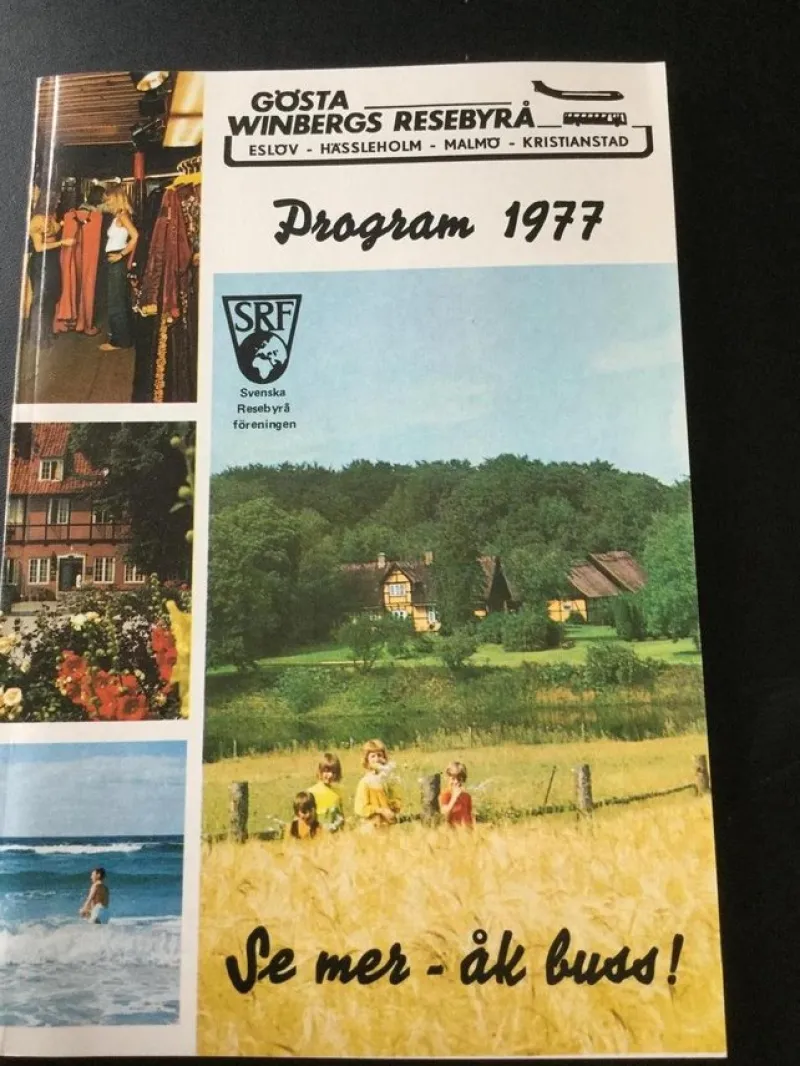 GÖSTA
WINBERGS RESEBYRÅ
ESLÖV - HÄSSLEHOLM - MALMÖ - KRISTIANSTAD
Program 1977
SRF
Svenska
Resebyrå
föreningen
Se mer - åk buss!